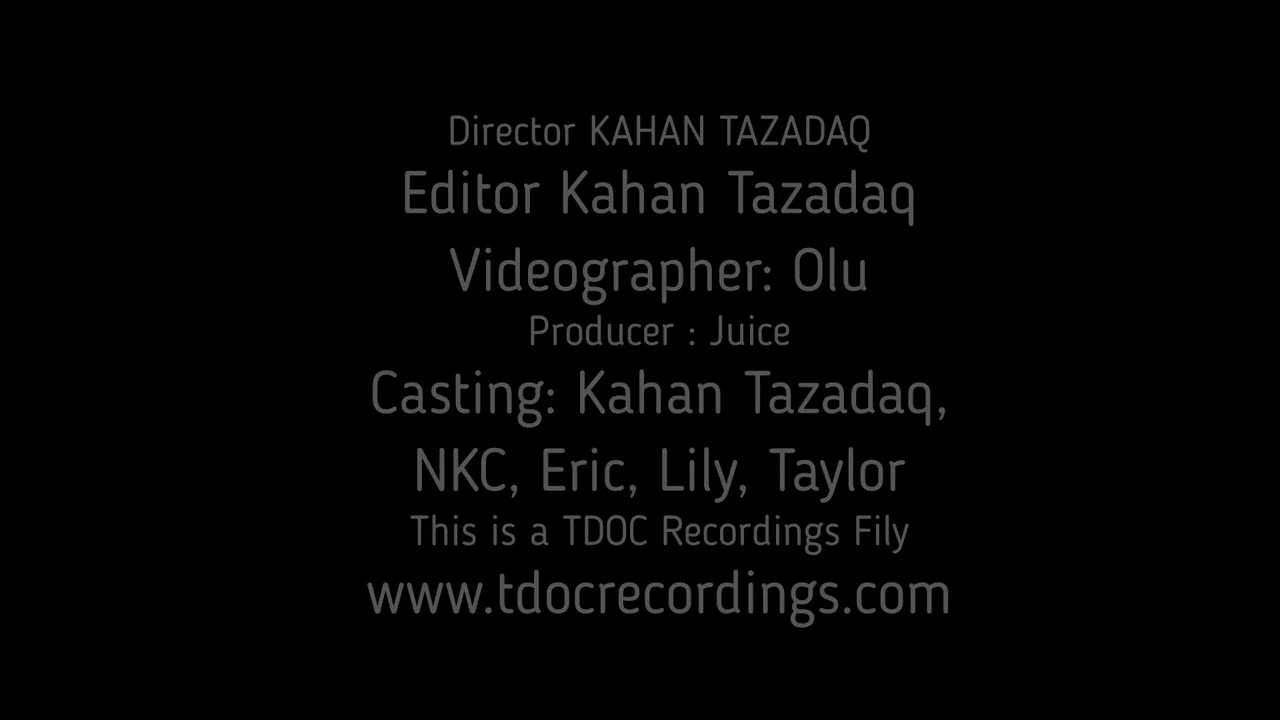 Director KAHAN TAZADAQ
Editor Kahan Tazadaq
Videographer: Olu
Producer : Juice
Casting: Kahan Tazadaq,
NKC, Eric, Lily, Taylor
This is a TDOC Recordings Fily
www.tdocrecordings.com